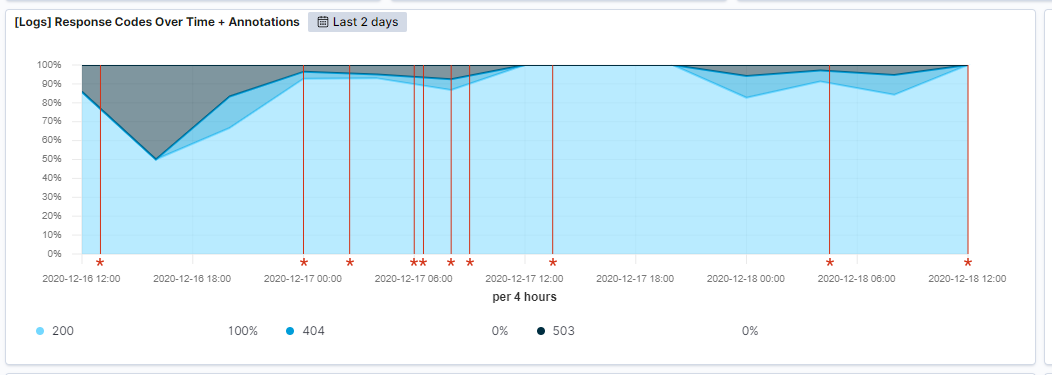 [Logs] Response Codes Over Time + Annotations Last 2 days
100%
90%
80%
70%
60%
50%
40%
30%
20%
10%
0%
2020-12-16 12:00 2020-12-16 18:00 2020-12-17 00:00 2020-12-17 06:00 2020-12-17 12:00 2020-12-17 18:00 2020-12-18 00:00 2020-12-18 06:00 2020-12-18 12:00
per 4 hours
200 100% 404 0% 503 0%